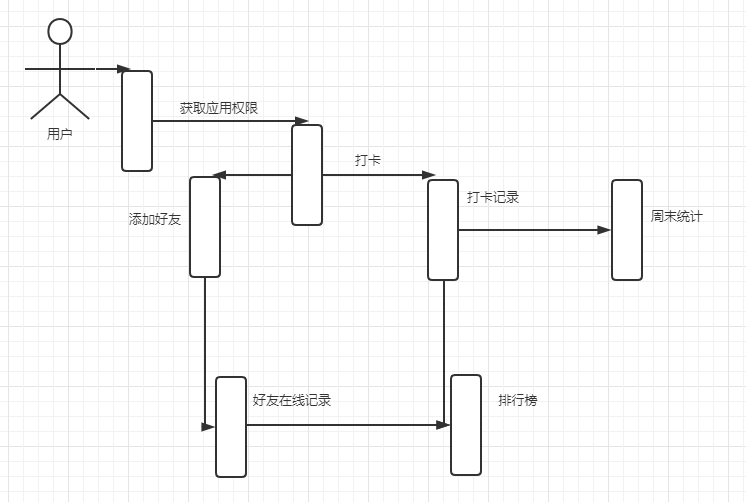 获取应用权限
用户
打卡
打卡记录
添加好友
周末统计
好友在线记录
排行榜